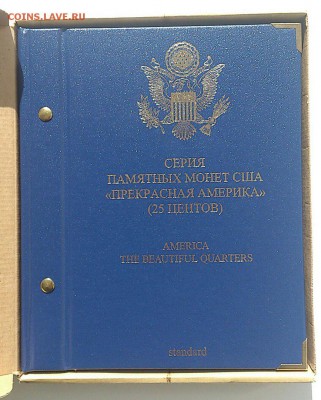 COINS.LAVE.RU
СЕРИЯ
ПАМЯТНЫХ МОНЕТ США
«ПРЕКРАСНАЯ АМЕРИКА»
(25 ЦЕНТОВ)
AMERICA
THE BEAUTIFUL QUARTERS
standard